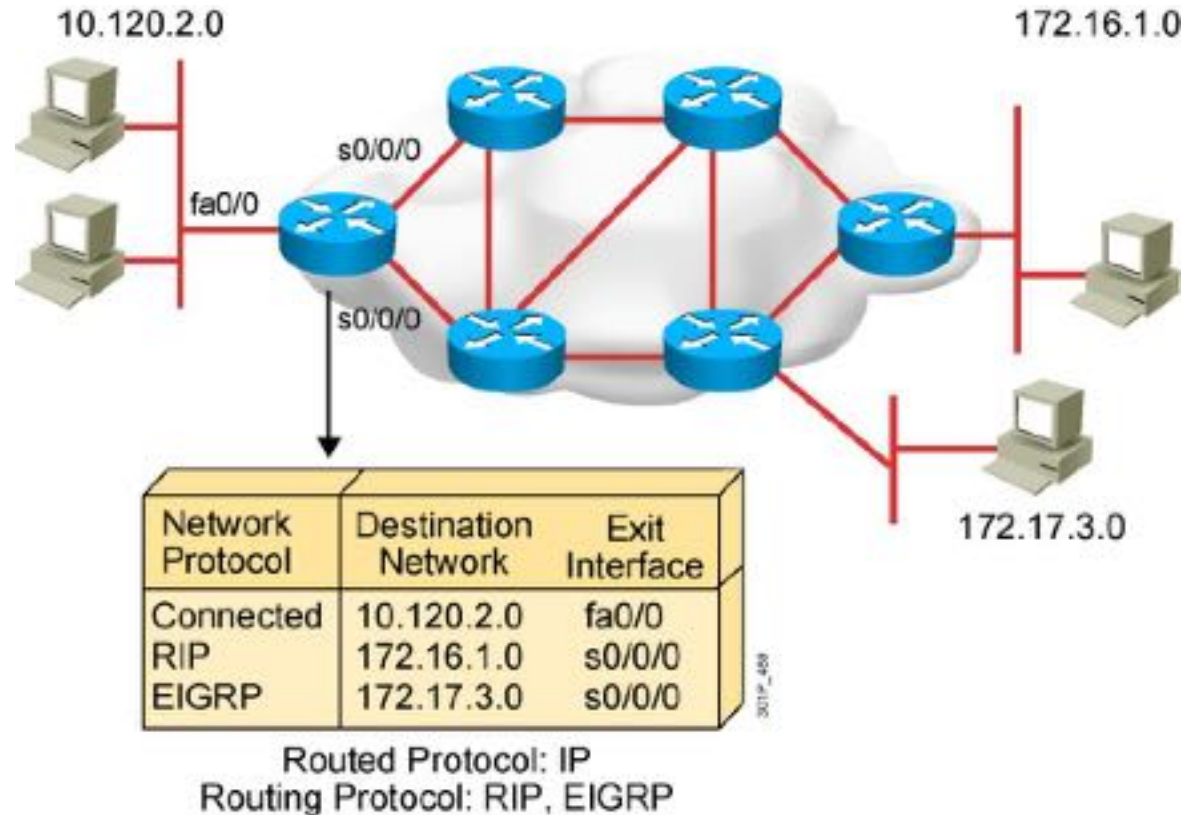 10.120.2.0
172.16.1.0
s0/0/0
fa0/0
s0/0/0
172.17.3.0
Network Protocol
Destination Network
Exit Interface
Connected 10.120.2.0 fa0/0
RIP 172.16.1.0 s0/0/0
EIGRP 172.17.3.0 s0/0/0
Routed Protocol: IP
Routing Protocol: RIP, EIGRP